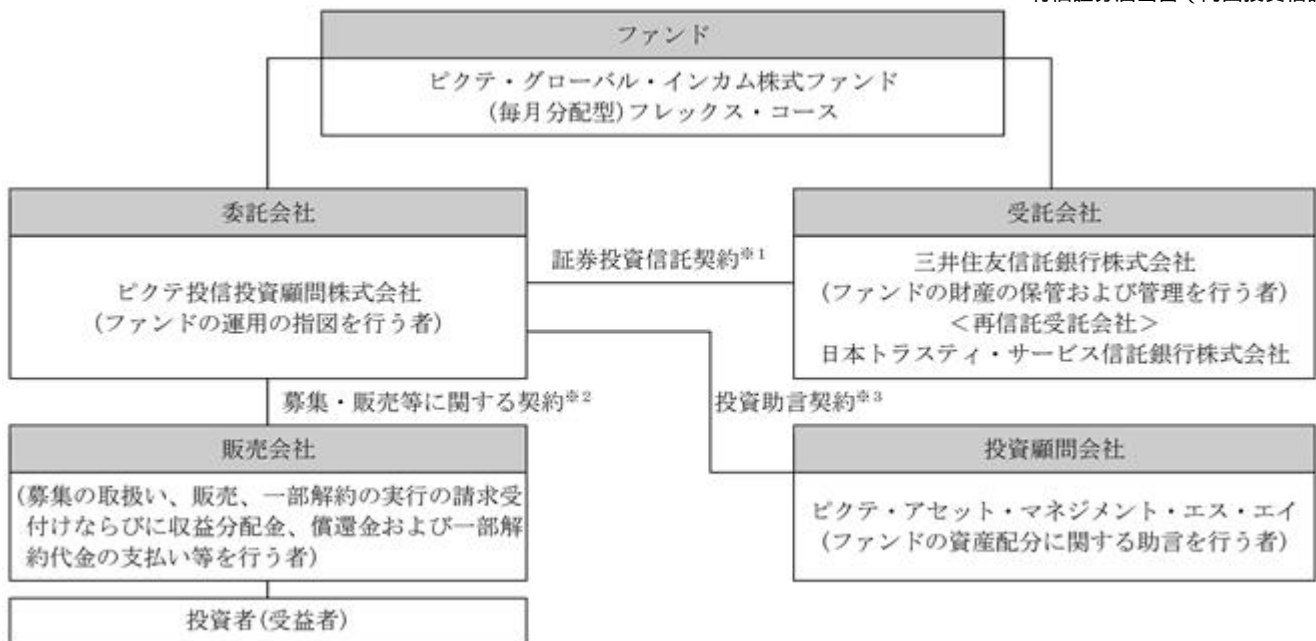 ファンド
ピクテ・グローバル・インカム株式ファンド
(毎月分配型)フレックス・コース
委託会社
ピクテ投信投資顧問株式会社
(ファンドの運用の指図を行う者)
証券投資信託契約※1
受託会社
三井住友信託銀行株式会社
(ファンドの財産の保管および管理を行う者)
<再信託受託会社>
日本トラスティ・サービス信託銀行株式会社
募集・販売等に関する契約※2
投資助言契約※3
販売会社
(募集の取扱い、販売、一部解約の実行の請求受
付けならびに収益分配金、償還金および一部解
約代金の支払い等を行う者)
投資顧問会社
ピクテ・アセット・マネジメント・エス・エイ
(ファンドの資産配分に関する助言を行う者)
投資者(受益者)